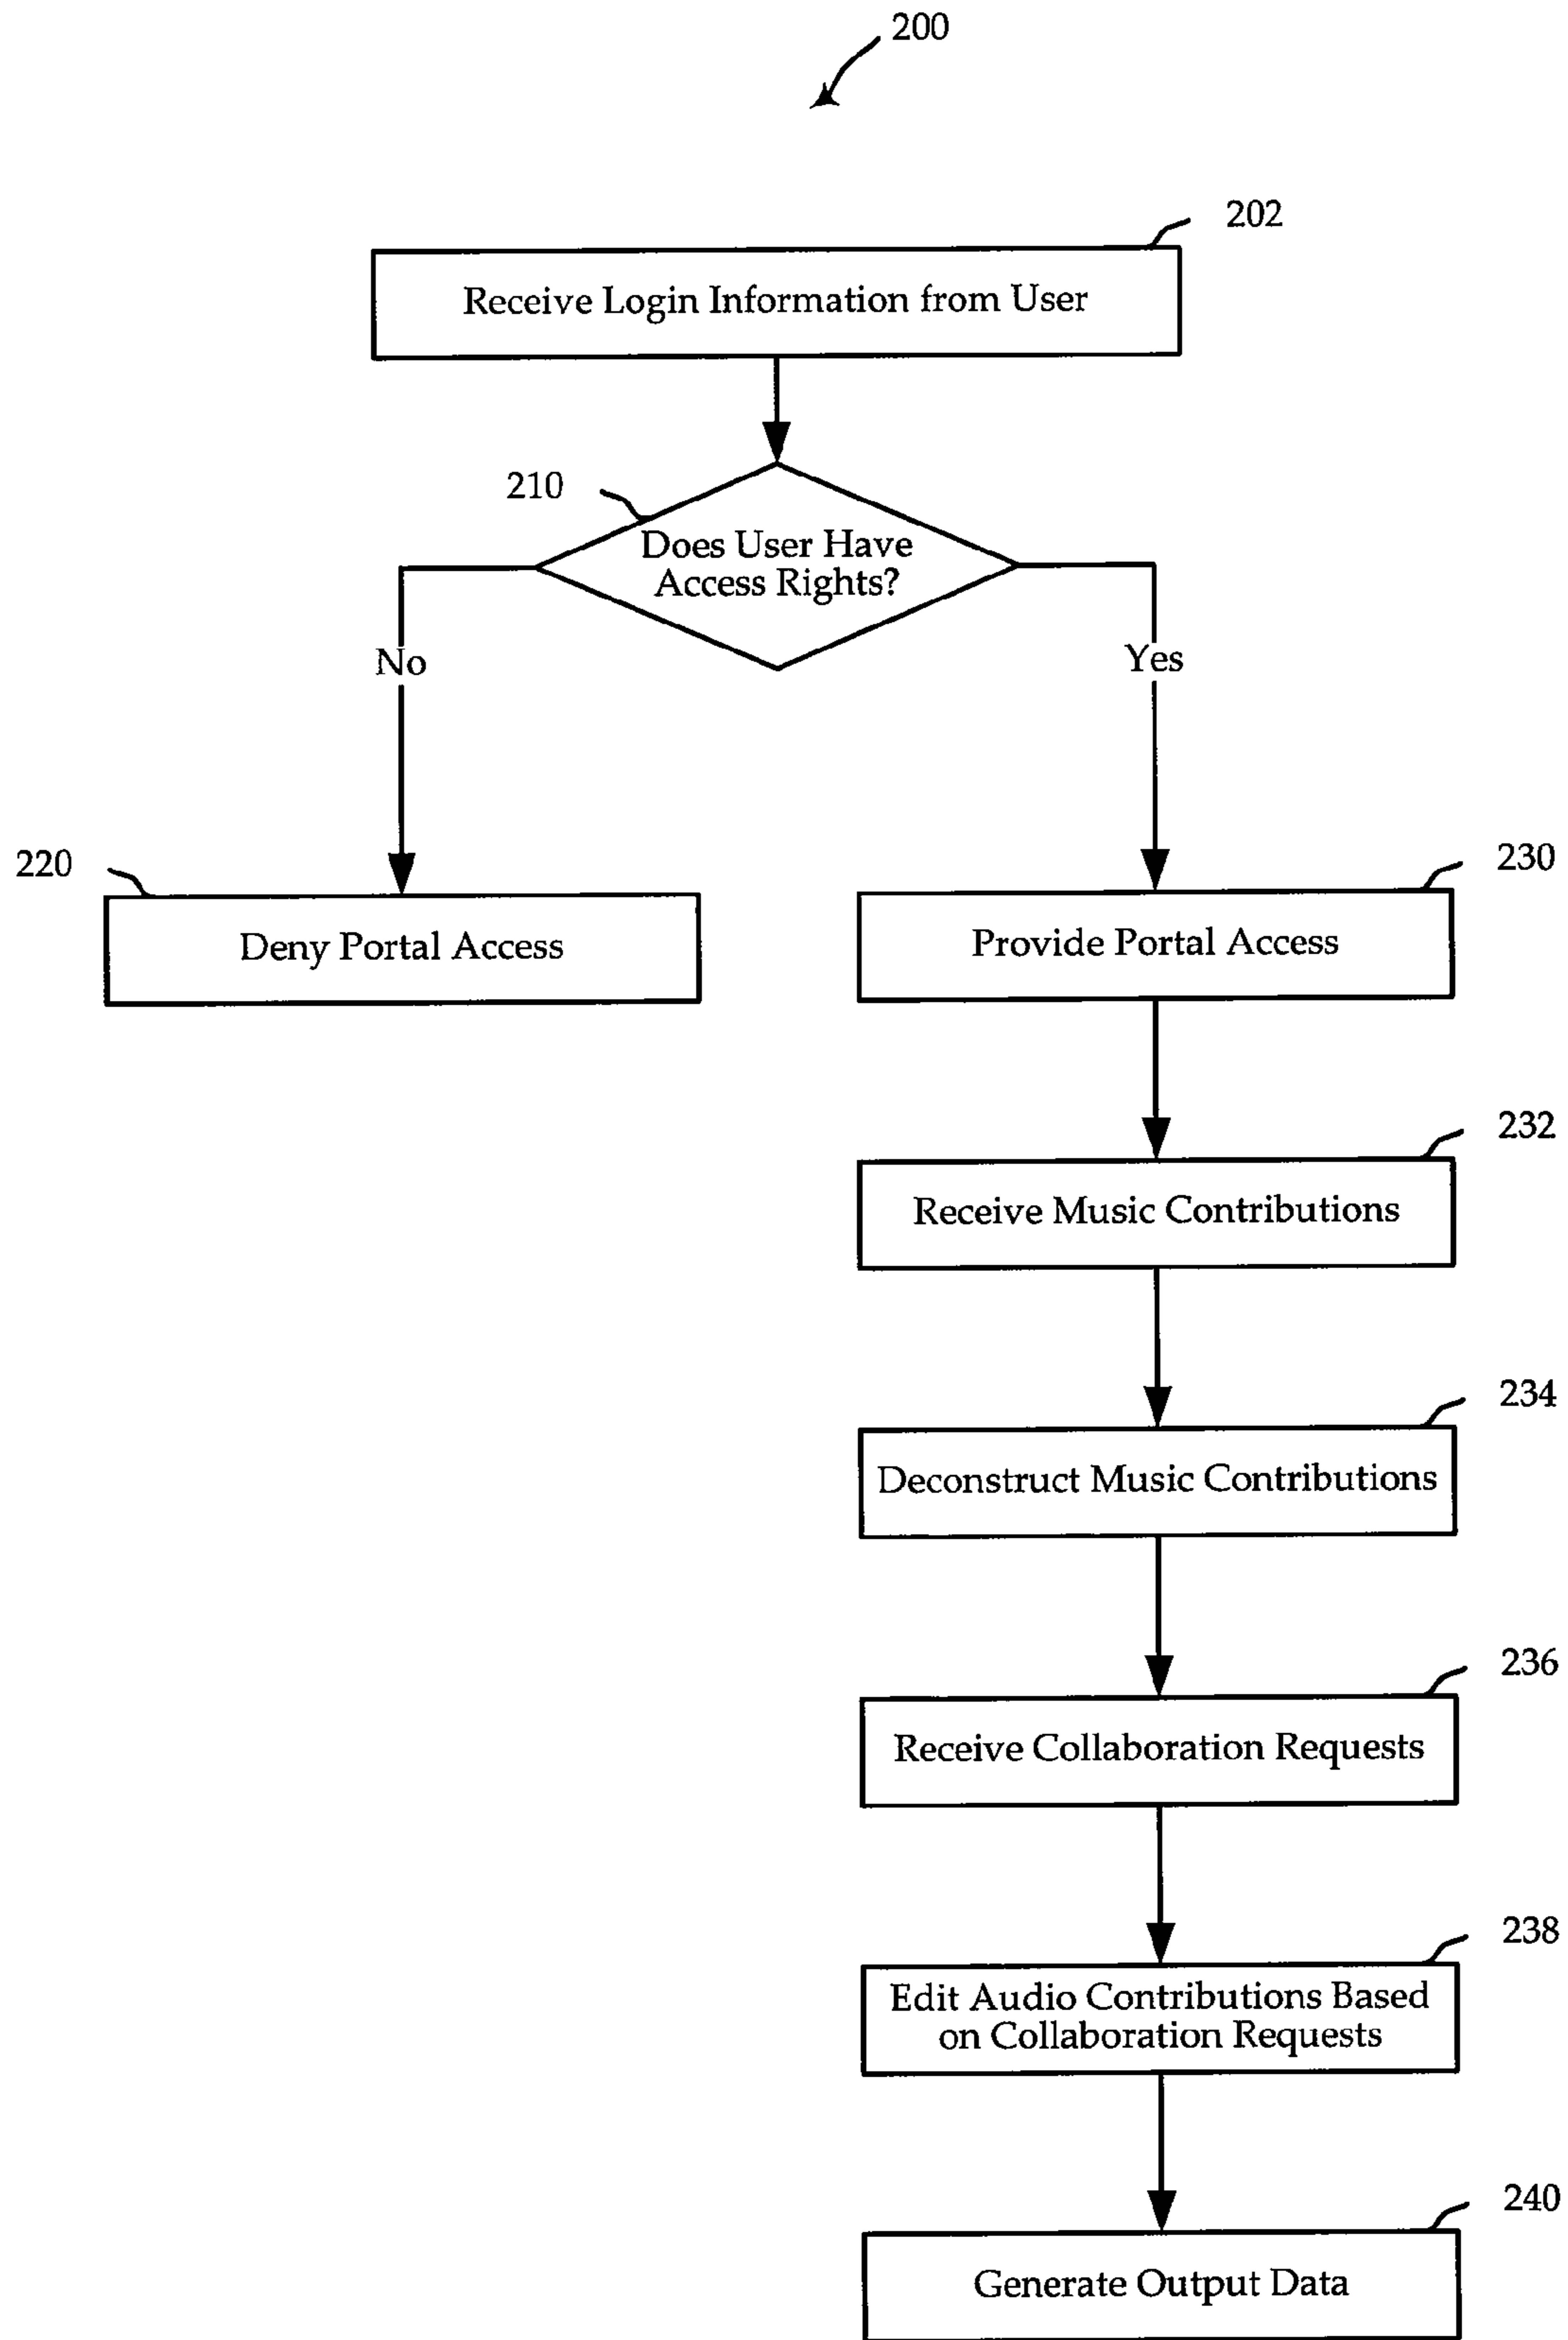 200
202
Receive Login Information from User
210
Does User Have
Access Rights?
No
Yes
220
Deny Portal Access
230
Provide Portal Access
232
Receive Music Contributions
234
Deconstruct Music Contributions
236
Receive Collaboration Requests
238
Edit Audio Contributions Based
on Collaboration Requests
240
Generate Output Data